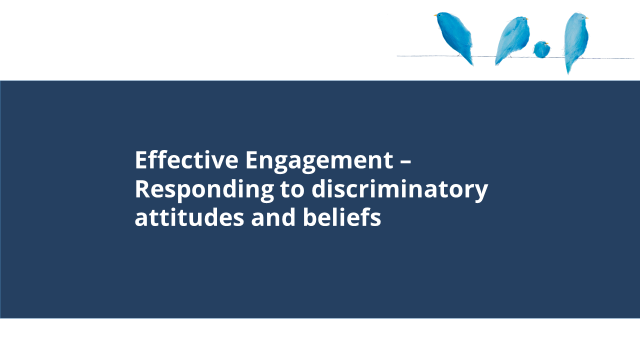 Effective Engagement –
Responding to discriminatory
attitudes and beliefs